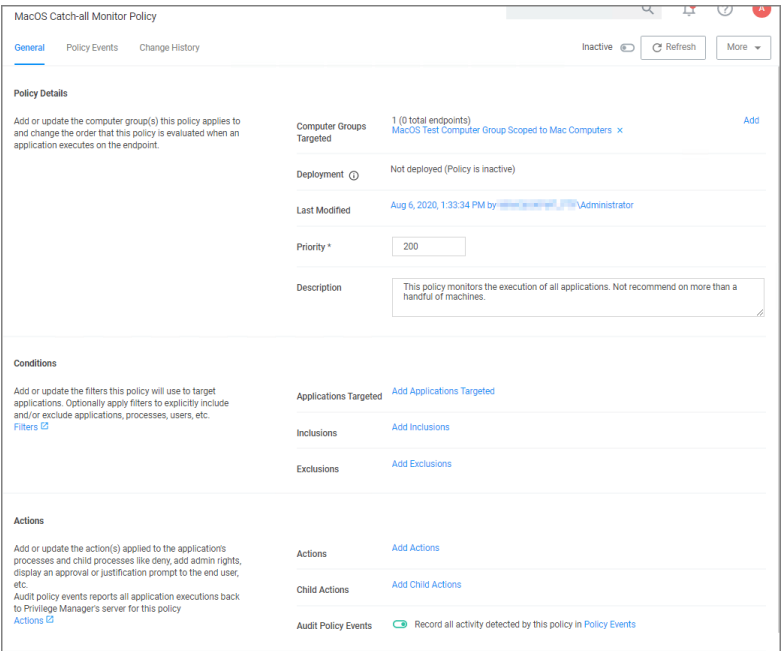 MacOS Catch-all Monitor Policy
A
General Policy Events Change History Inactive Refresh More
Policy Details
Add or update the computer group(s) this policy applies to
and change the order that this policy is evaluated when an
application executes on the endpoint.
Computer Groups
Targeted
1 (0 total endpoints)
MacOS Test Computer Group Scoped to Mac Computers ×
Add
Deployment Not deployed (Policy is inactive)
Last Modified Aug 6, 2020, 1:33:34 PM by \Administrator
Priority * 200
Description This policy monitors the execution of all applications. Not recommend on more than a
handful of machines.
Conditions
Add or update the filters this policy will use to target
applications. Optionally apply filters to explicitly include
and/or exclude applications, processes, users, etc.
Filters
Applications Targeted Add Applications Targeted
Inclusions Add Inclusions
Exclusions Add Exclusions
Actions
Add or update the action(s) applied to the application's
processes and child processes like deny, add admin rights,
display an approval or justification prompt to the end user,
etc.
Audit policy events reports all application executions back
to Privilege Manager's server for this policy
Actions
Actions Add Actions
Child Actions Add Child Actions
Audit Policy Events Record all activity detected by this policy in Policy Events